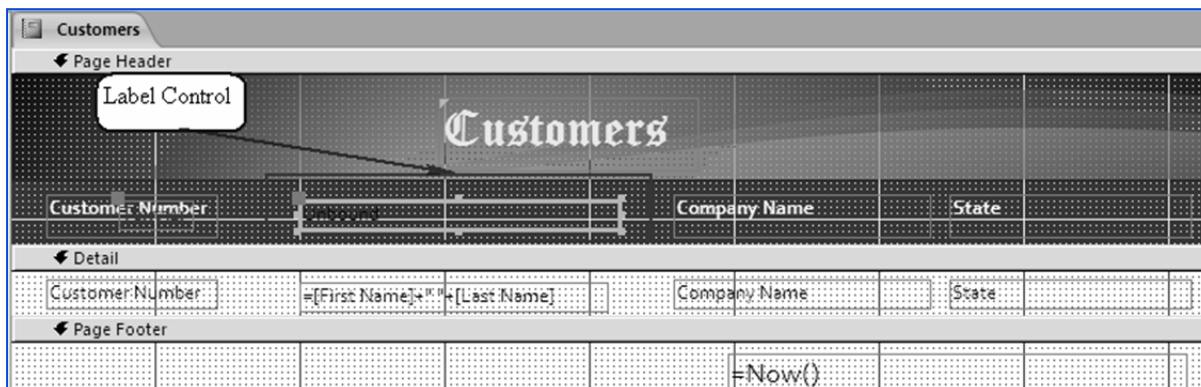 Customers
Page Header
Label Control
Customers
Customer Number Unbound Company Name State
Detail
Customer Number =[First Name]+" "+[Last Name] Company Name State
Page Footer
=Now()